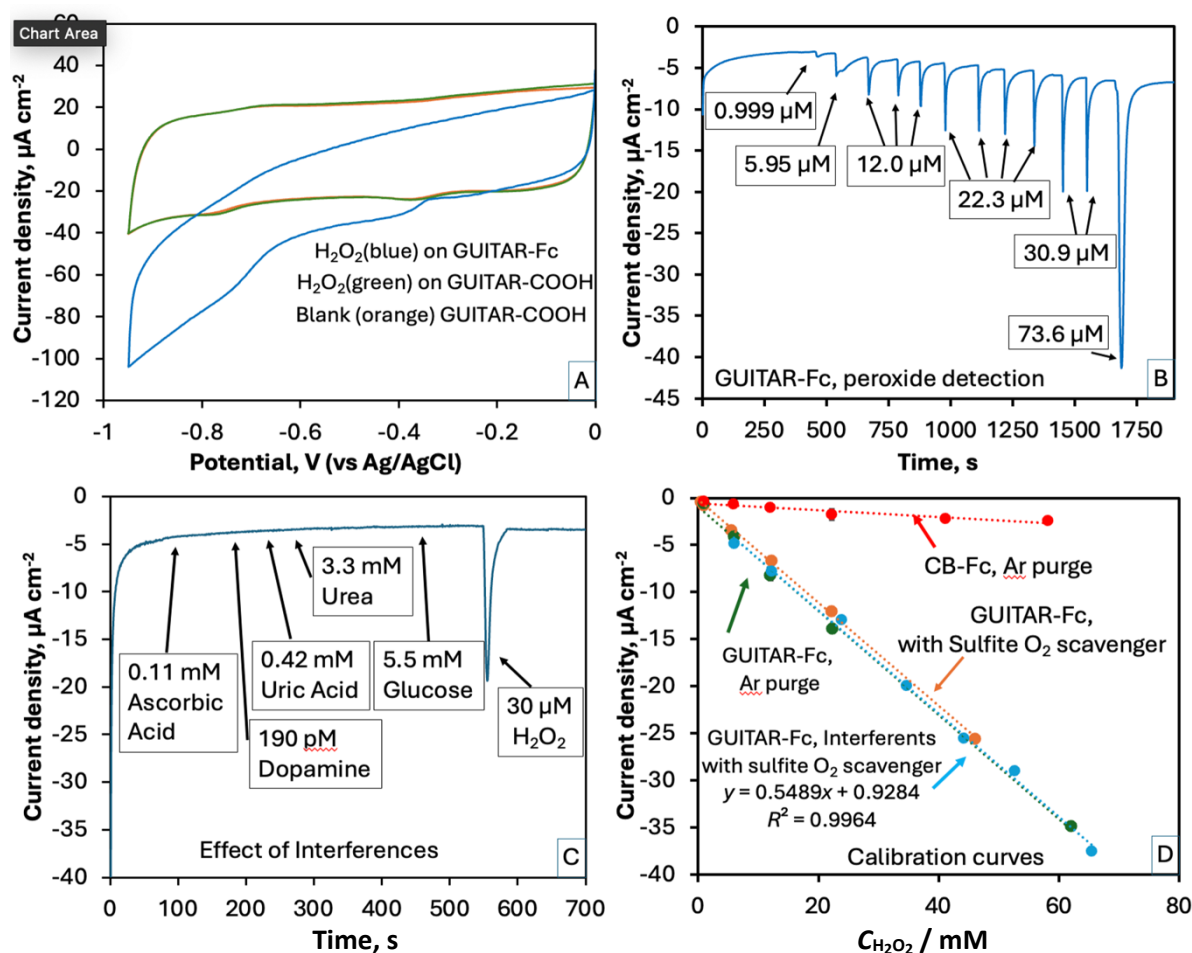 Chart Area
60
40
20
0
-20
-40
-60
-80
-100
-120
Current density, µA cm-2
H2O2(blue) on GUITAR-Fc
H2O2(green) on GUITAR-COOH
Blank (orange) GUITAR-COOH
A
-1
-0.8
-0.6
-0.4
-0.2
0
Potential, V (vs Ag/AgCl)
0
-5
-10
-15
-20
-25
-30
-35
-40
-45
Current density, µA cm-2
0.999 µM
5.95 µM
12.0 µM
22.3 µM
30.9 µM
73.6 µM
GUITAR-Fc, peroxide detection
B
0
250
500
750
1000
1250
1500
1750
Time, s
0
-5
-10
-15
-20
-25
-30
-35
-40
Current density, µA cm-2
3.3 mM
Urea
0.11 mM
Ascorbic
Acid
0.42 mM
Uric Acid
5.5 mM
Glucose
190 pM
Dopamine
30 µM
H2O2
Effect of Interferences
C
0
100
200
300
400
500
600
700
Time, s
0
-5
-10
-15
-20
-25
-30
-35
-40
Current density, µA cm-2
CB-Fc, Ar purge
GUITAR-Fc,
with Sulfite O2 scavenger
GUITAR-Fc,
Ar purge
GUITAR-Fc, Interferents
with sulfite O2 scavenger
y = 0.5489x + 0.9284
R2 = 0.9964
Calibration curves
D
0
20
40
60
80
CH2O2 / mM